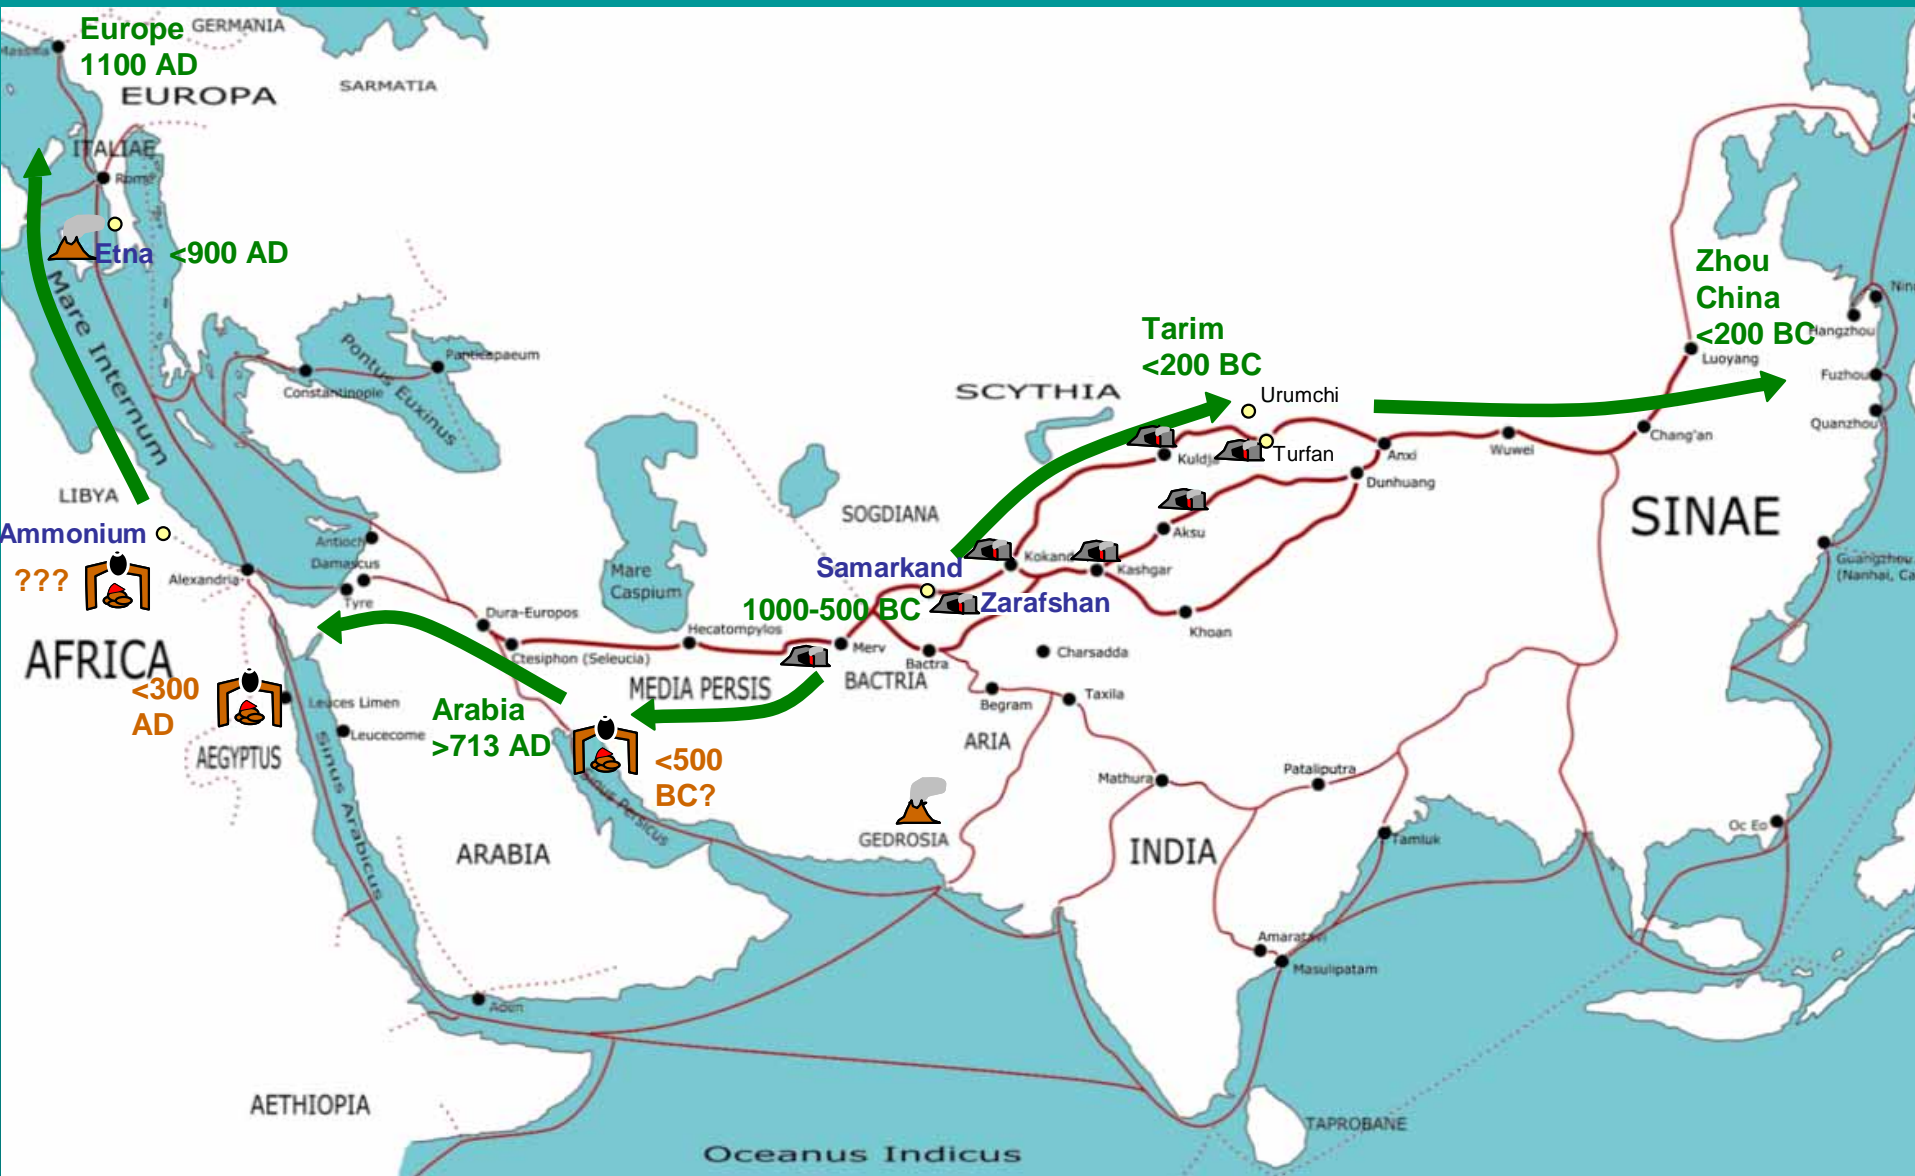 Europe
1100 AD
GERMANIA
Massilia
SARMATIA
EUROPA
ITALIAE
Rome
Etna
<900 AD
Mare Internum
Pontus Euxinus
Panticapaeum
Constantinople
LIBYA
Ammonium
???
Alexandria
Antioch
Damascus
Tyre
AFRICA
<300
AD
AEGYPTUS
Leuces Limen
Leucecome
Sinus Arabicus
Arabia
>713 AD
Dura-Europos
Ctesiphon (Seleucia)
Hecatompylos
Mare
Caspium
MEDIA PERSIS
<500
BC?
Sinus Persicus
ARABIA
Aden
AETHIOPIA
SCYTHIA
SOGDIANA
Samarkand
1000-500 BC
Zarafshan
Merv
Bactra
BACTRIA
Kokand
Kashgar
Aksu
Khoan
Charsadda
Begram
Taxila
ARIA
GEDROSIA
Mathura
Pataliputra
INDIA
Tamluk
Amaratavi
Masulipatam
TAPROBANE
Oceanus Indicus
Tarim
<200 BC
Urumchi
Kuldja
Turfan
Anxi
Dunhuang
Wuwei
Chang'an
Luoyang
Zhou
China
<200 BC
Nin
Hangzhou
Fuzhou
Quanzhou
SINAE
Guangzhou
(Nanhai, Ca
Oc Eo